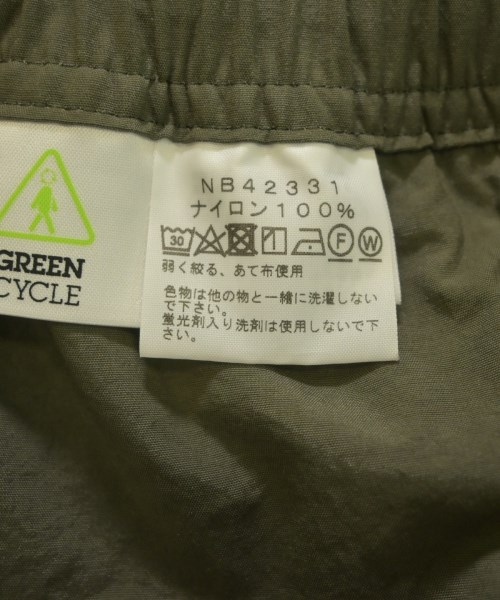 GREEN
CYCLE
NB42331
ナイロン100%
30 F W
弱く絞る、あて布使用
色物は他の物と一緒に洗濯しない
で下さい。
蛍光剤入り洗剤は使用しないで下
さい。